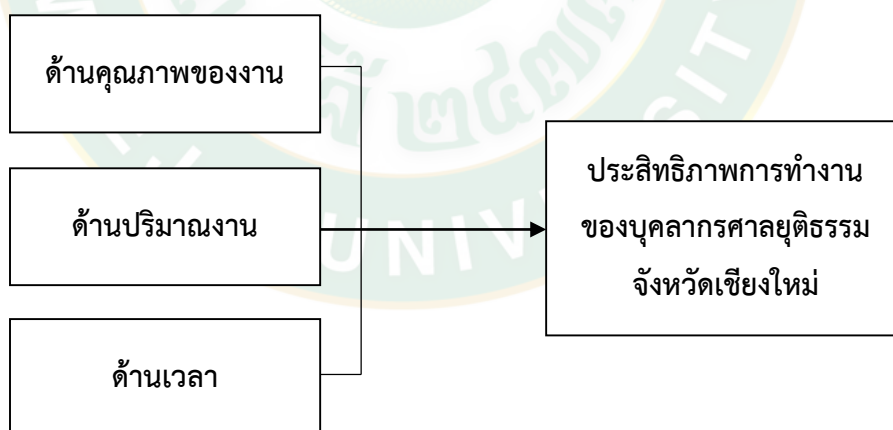 ด้านคุณภาพของงาน
ด้านปริมาณงาน
ด้านเวลา
ประสิทธิภาพการทำงาน
ของบุคลากรศาลยุติธรรม
จังหวัดเชียงใหม่